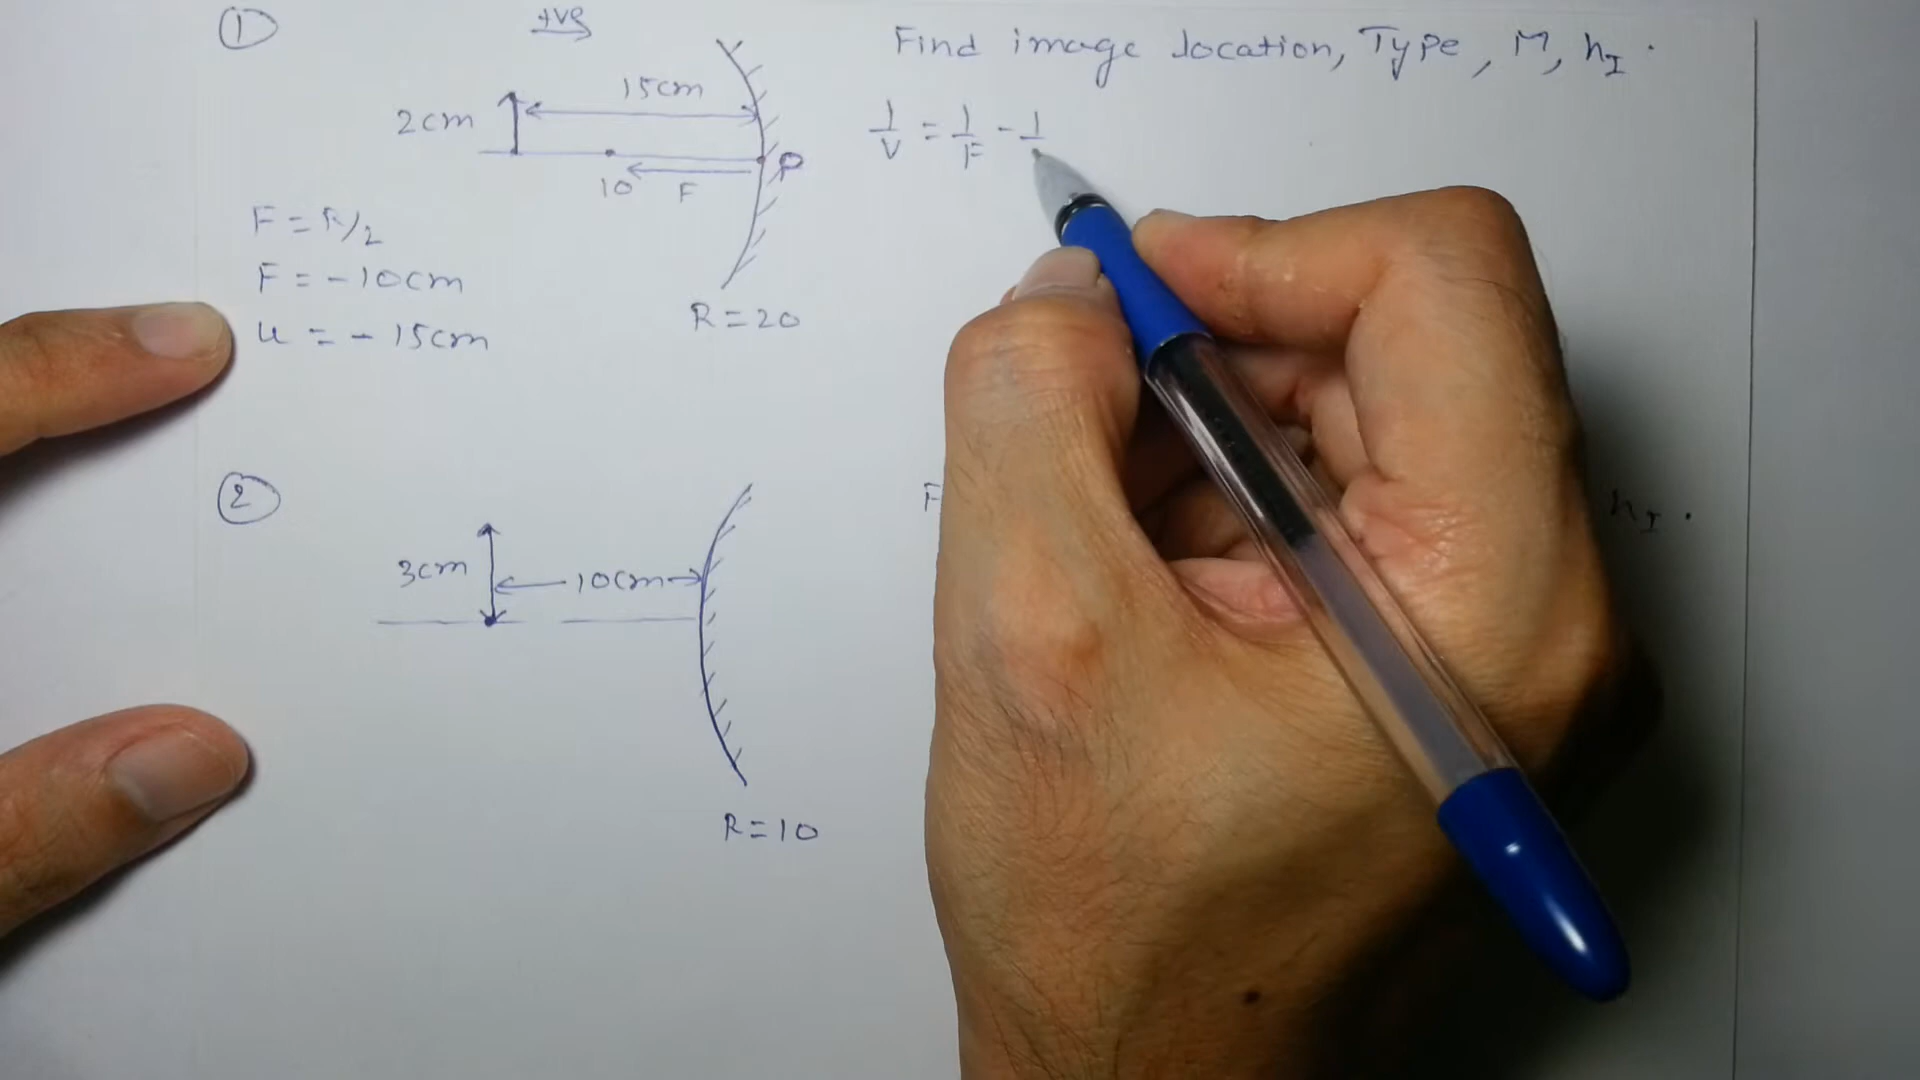 ①
+ve
Find image location, Type, M, hI.
15cm
2cm
P
10
F
1/V = 1/F - 1
F = R/2
F = -10cm
u = - 15cm
R = 20
②
F
hI.
3cm
10cm
R = 10